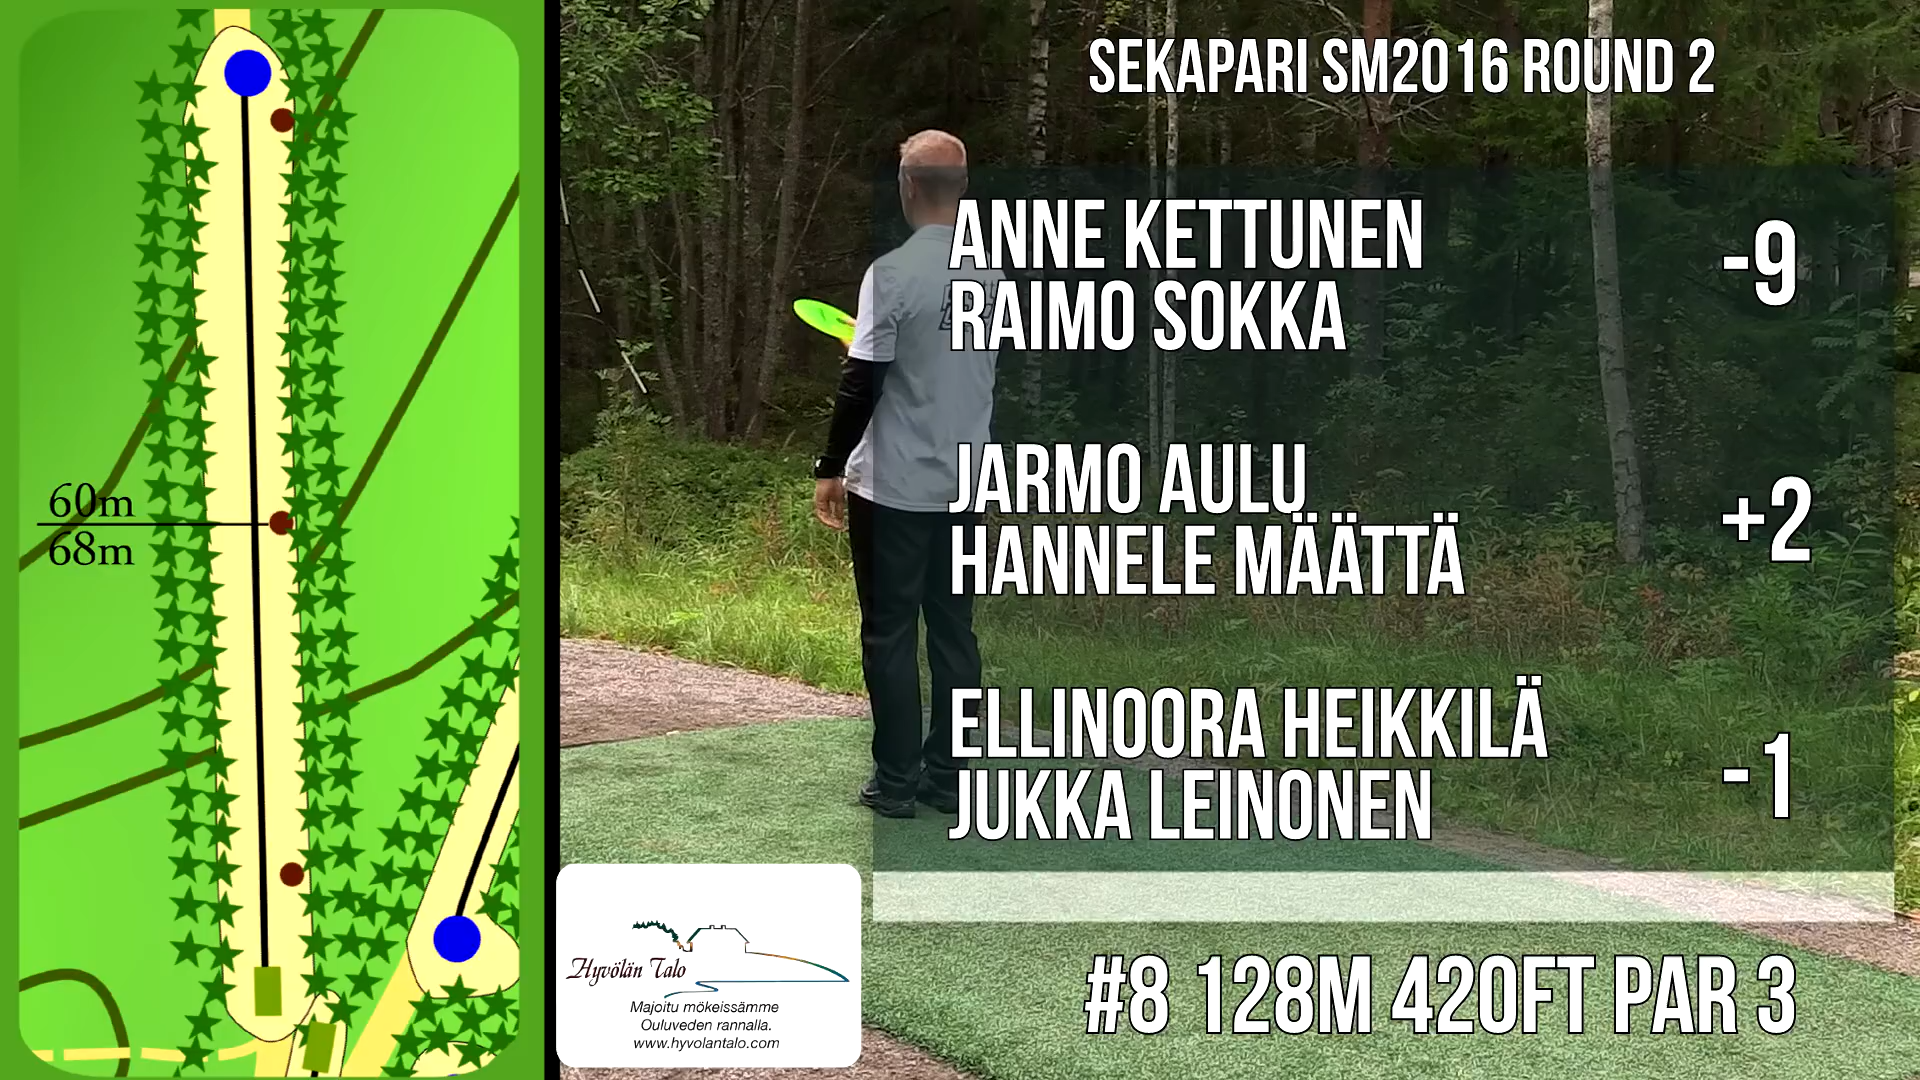 60m
68m
SEKAPARI SM2016 ROUND 2
ANNE KETTUNEN
RAIMO SOKKA
-9
JARMO AULU
HANNELE MÄÄTTÄ
+2
ELLINOORA HEIKKILÄ
JUKKA LEINONEN
-1
Hyvölän Talo
Majoitu mökeissämme
Ouluveden rannalla.
www.hyvolantalo.com
#8 128M 420FT PAR 3